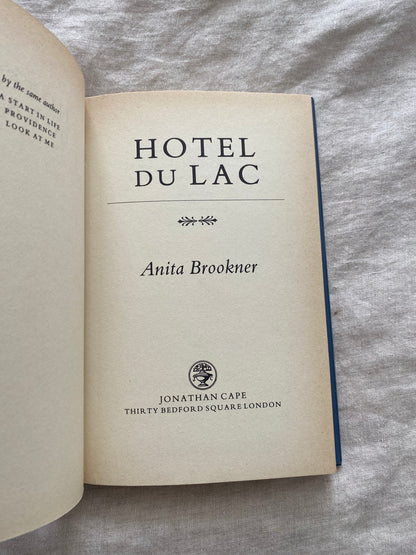 by the same author
A START IN LIFE
PROVIDENCE
LOOK AT ME
HOTEL
DU LAC
Anita Brookner
JONATHAN CAPE
THIRTY BEDFORD SQUARE LONDON